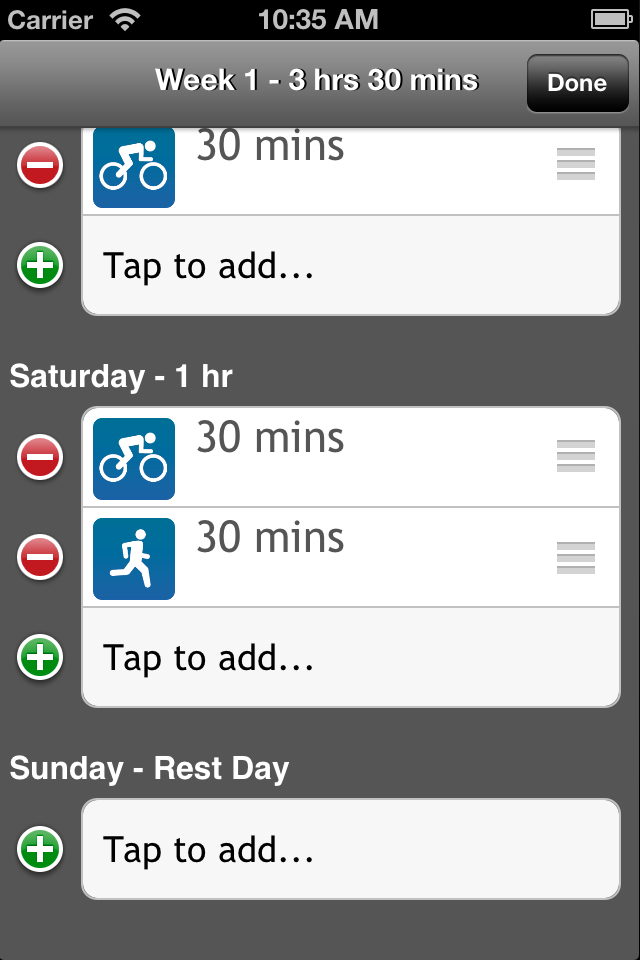 Carrier 10:35 AM
Week 1 - 3 hrs 30 mins Done
30 mins
Tap to add...
Saturday - 1 hr
30 mins
30 mins
Tap to add...
Sunday - Rest Day
Tap to add...